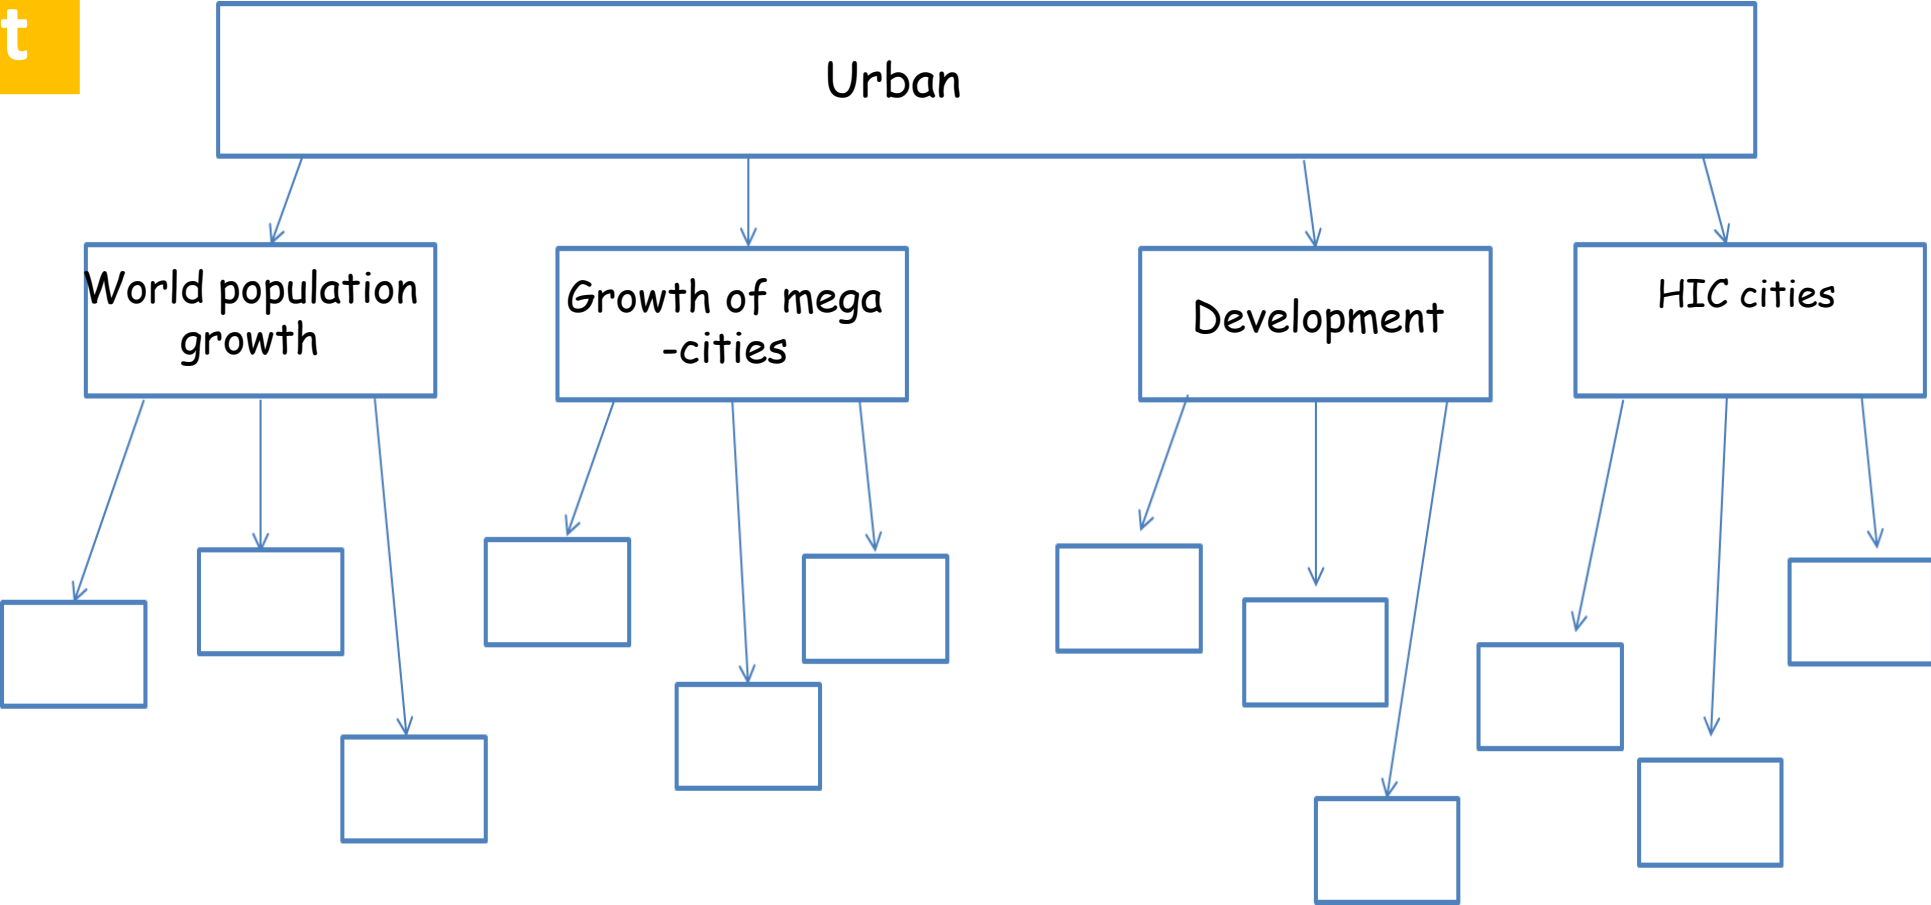 t
Urban
World population
growth
Growth of mega
-cities
Development
HIC cities